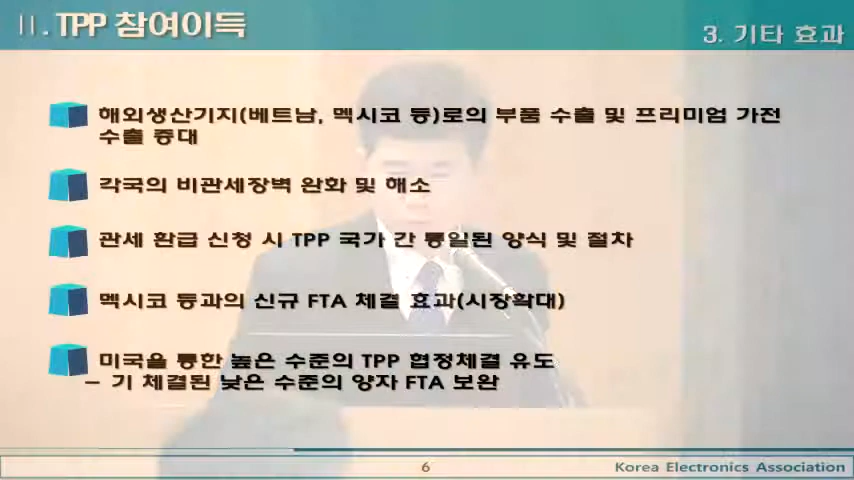 II. TPP 참여이득
3. 기타 효과
해외생산기지(베트남, 멕시코 등)로의 부품 수출 및 프리미엄 가전
수출 증대
각국의 비관세장벽 완화 및 해소
관세 환급 신청 시 TPP 국가 간 통일된 양식 및 절차
멕시코 등과의 신규 FTA 체결 효과(시장확대)
미국을 통한 높은 수준의 TPP 협정체결 유도
- 기 체결된 낮은 수준의 양자 FTA 보완
6
Korea Electronics Association